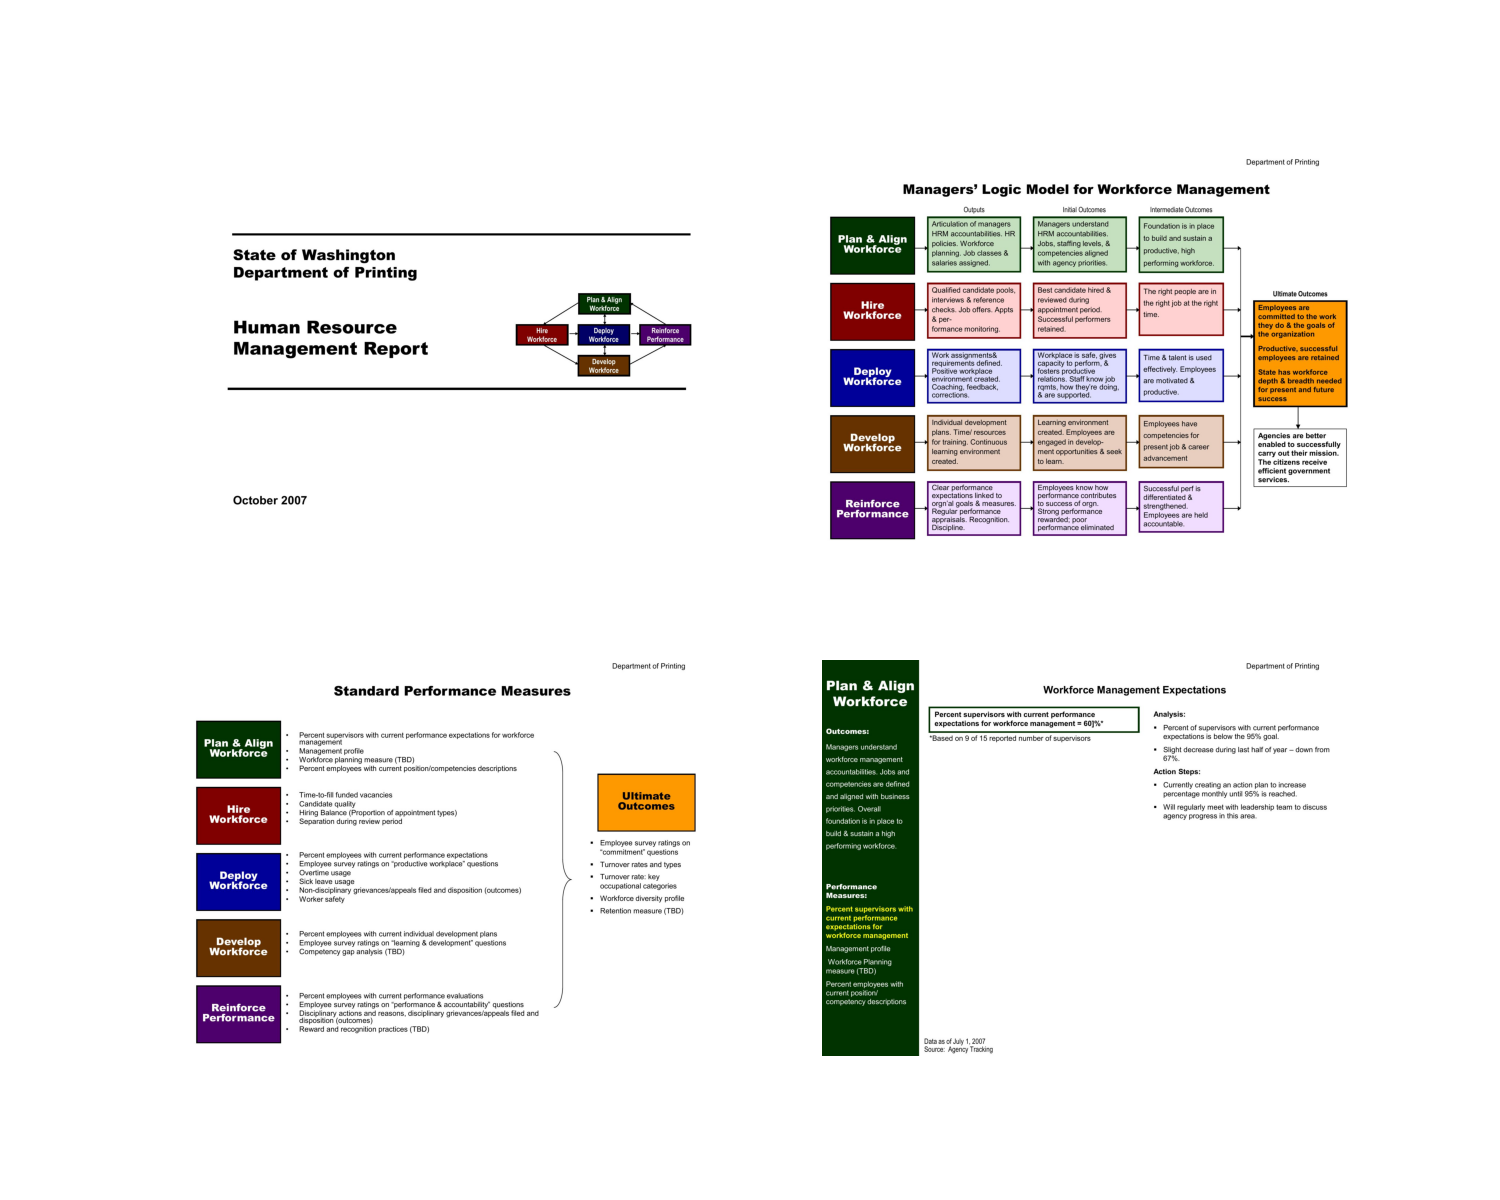 State of Washington
Department of Printing
Human Resource
Management Report
Plan & Align
Workforce
Hire
Workforce
Deploy
Workforce
Reinforce
Performance
Develop
Workforce
October 2007
Department of Printing
Managers' Logic Model for Workforce Management
Outputs
Initial Outcomes
Intermediate Outcomes
Plan & Align
Workforce
Articulation of managers
HRM accountabilities. HR
policies. Workforce
planning. Job classes &
salaries assigned.
Managers understand
HRM accountabilities.
Jobs, staffing levels, &
competencies aligned
with agency priorities.
Foundation is in place
to build and sustain a
productive, high
performing workforce.
Hire
Workforce
Qualified candidate pools,
interviews & reference
checks. Job offers. Appts
& per-
formance monitoring.
Best candidate hired &
reviewed during
appointment period.
Successful performers
retained.
The right people are in
the right job at the right
time.
Deploy
Workforce
Work assignments&
requirements defined.
Positive workplace
environment created.
Coaching, feedback,
corrections.
Workplace is safe, gives
capacity to perform, &
fosters productive
relations. Staff know job
rqmts, how they're doing,
& are supported.
Time & talent is used
effectively. Employees
are motivated &
productive.
Develop
Workforce
Individual development
plans. Time/ resources
for training. Continuous
learning environment
created.
Learning environment
created. Employees are
engaged in develop-
ment opportunities & seek
to learn.
Employees have
competencies for
present job & career
advancement
Reinforce
Performance
Clear performance
expectations linked to
orgn'al goals & measures.
Regular performance
appraisals. Recognition.
Discipline.
Employees know how
performance contributes
to success of orgn.
Strong performance
rewarded; poor
performance eliminated
Successful perf is
differentiated &
strengthened.
Employees are held
accountable.
Ultimate Outcomes
Employees are
committed to the work
they do & the goals of
the organization
Productive, successful
employees are retained
State has workforce
depth & breadth needed
for present and future
success
Agencies are better
enabled to successfully
carry out their mission.
The citizens receive
efficient government
services.
Department of Printing
Standard Performance Measures
Plan & Align
Workforce
• Percent supervisors with current performance expectations for workforce
management
• Management profile
• Workforce planning measure (TBD)
• Percent employees with current position/competencies descriptions
Hire
Workforce
• Time-to-fill funded vacancies
• Candidate quality
• Hiring Balance (Proportion of appointment types)
• Separation during review period
Deploy
Workforce
• Percent employees with current performance expectations
• Employee survey ratings on "productive workplace" questions
• Overtime usage
• Sick leave usage
• Non-disciplinary grievances/appeals filed and disposition (outcomes)
• Worker safety
Develop
Workforce
• Percent employees with current individual development plans
• Employee survey ratings on "learning & development" questions
• Competency gap analysis (TBD)
Reinforce
Performance
• Percent employees with current performance evaluations
• Employee survey ratings on "performance & accountability" questions
• Disciplinary actions and reasons, disciplinary grievances/appeals filed and
disposition (outcomes)
• Reward and recognition practices (TBD)
Ultimate
Outcomes
▪ Employee survey ratings on
"commitment" questions
▪ Turnover rates and types
▪ Turnover rate: key
occupational categories
▪ Workforce diversity profile
▪ Retention measure (TBD)
Plan & Align
Workforce
Outcomes:
Managers understand
workforce management
accountabilities. Jobs and
competencies are defined
and aligned with business
priorities. Overall
foundation is in place to
build & sustain a high
performing workforce.
Performance
Measures:
Percent supervisors with
current performance
expectations for
workforce management
Management profile
Workforce Planning
measure (TBD)
Percent employees with
current position/
competency descriptions
Department of Printing
Workforce Management Expectations
Percent supervisors with current performance
expectations for workforce management = 60]%*
*Based on 9 of 15 reported number of supervisors
Analysis:
▪ Percent of supervisors with current performance
expectations is below the 95% goal.
▪ Slight decrease during last half of year – down from
67%.
Action Steps:
▪ Currently creating an action plan to increase
percentage monthly until 95% is reached.
▪ Will regularly meet with leadership team to discuss
agency progress in this area.
Data as of July 1, 2007
Source: Agency Tracking